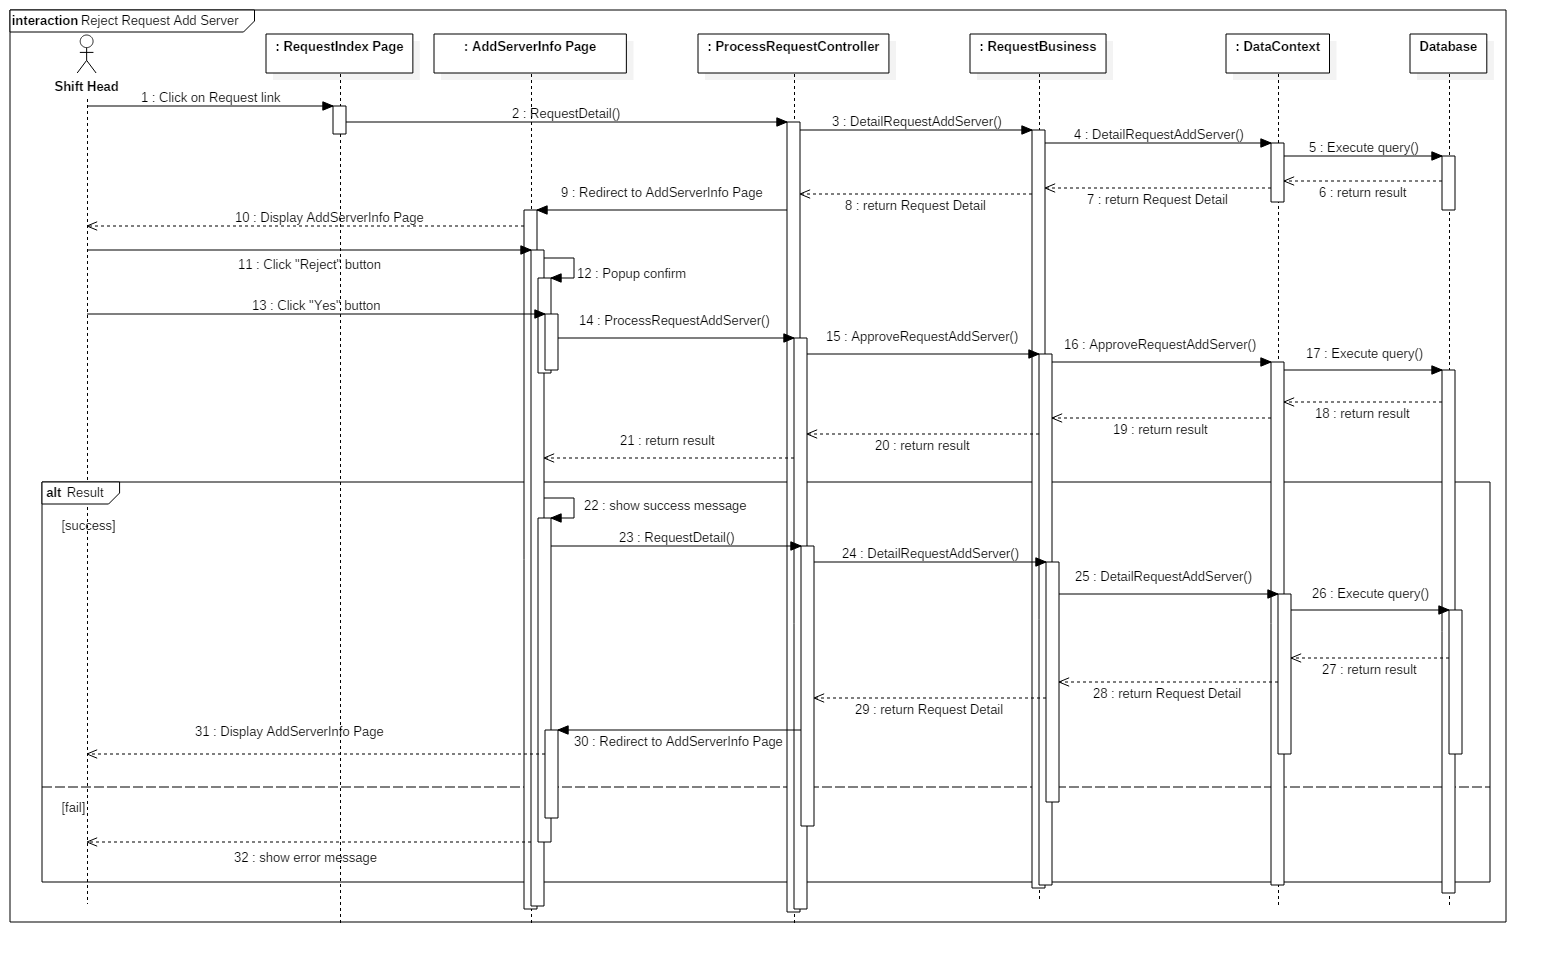 interaction Reject Request Add Server
Shift Head
: RequestIndex Page
: AddServerInfo Page
: ProcessRequestController
: RequestBusiness
: DataContext
Database
1 : Click on Request link
2 : RequestDetail()
3 : DetailRequestAddServer()
4 : DetailRequestAddServer()
5 : Execute query()
6 : return result
7 : return Request Detail
8 : return Request Detail
9 : Redirect to AddServerInfo Page
10 : Display AddServerInfo Page
11 : Click "Reject" button
12 : Popup confirm
13 : Click "Yes" button
14 : ProcessRequestAddServer()
15 : ApproveRequestAddServer()
16 : ApproveRequestAddServer()
17 : Execute query()
18 : return result
19 : return result
20 : return result
21 : return result
alt Result
[success]
22 : show success message
23 : RequestDetail()
24 : DetailRequestAddServer()
25 : DetailRequestAddServer()
26 : Execute query()
27 : return result
28 : return Request Detail
29 : return Request Detail
30 : Redirect to AddServerInfo Page
31 : Display AddServerInfo Page
[fail]
32 : show error message